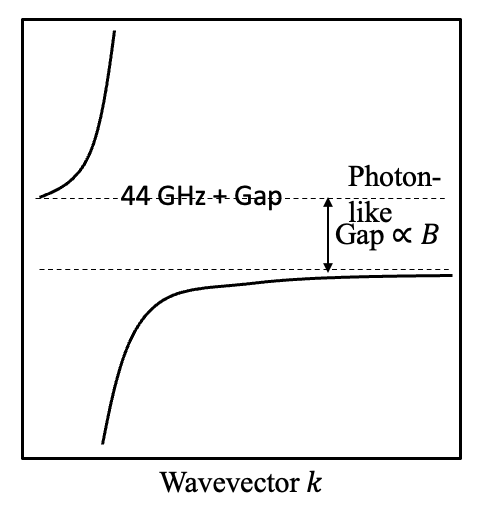 Photon-
44 GHz + Gap
like
Gap ∝ B
Wavevector k